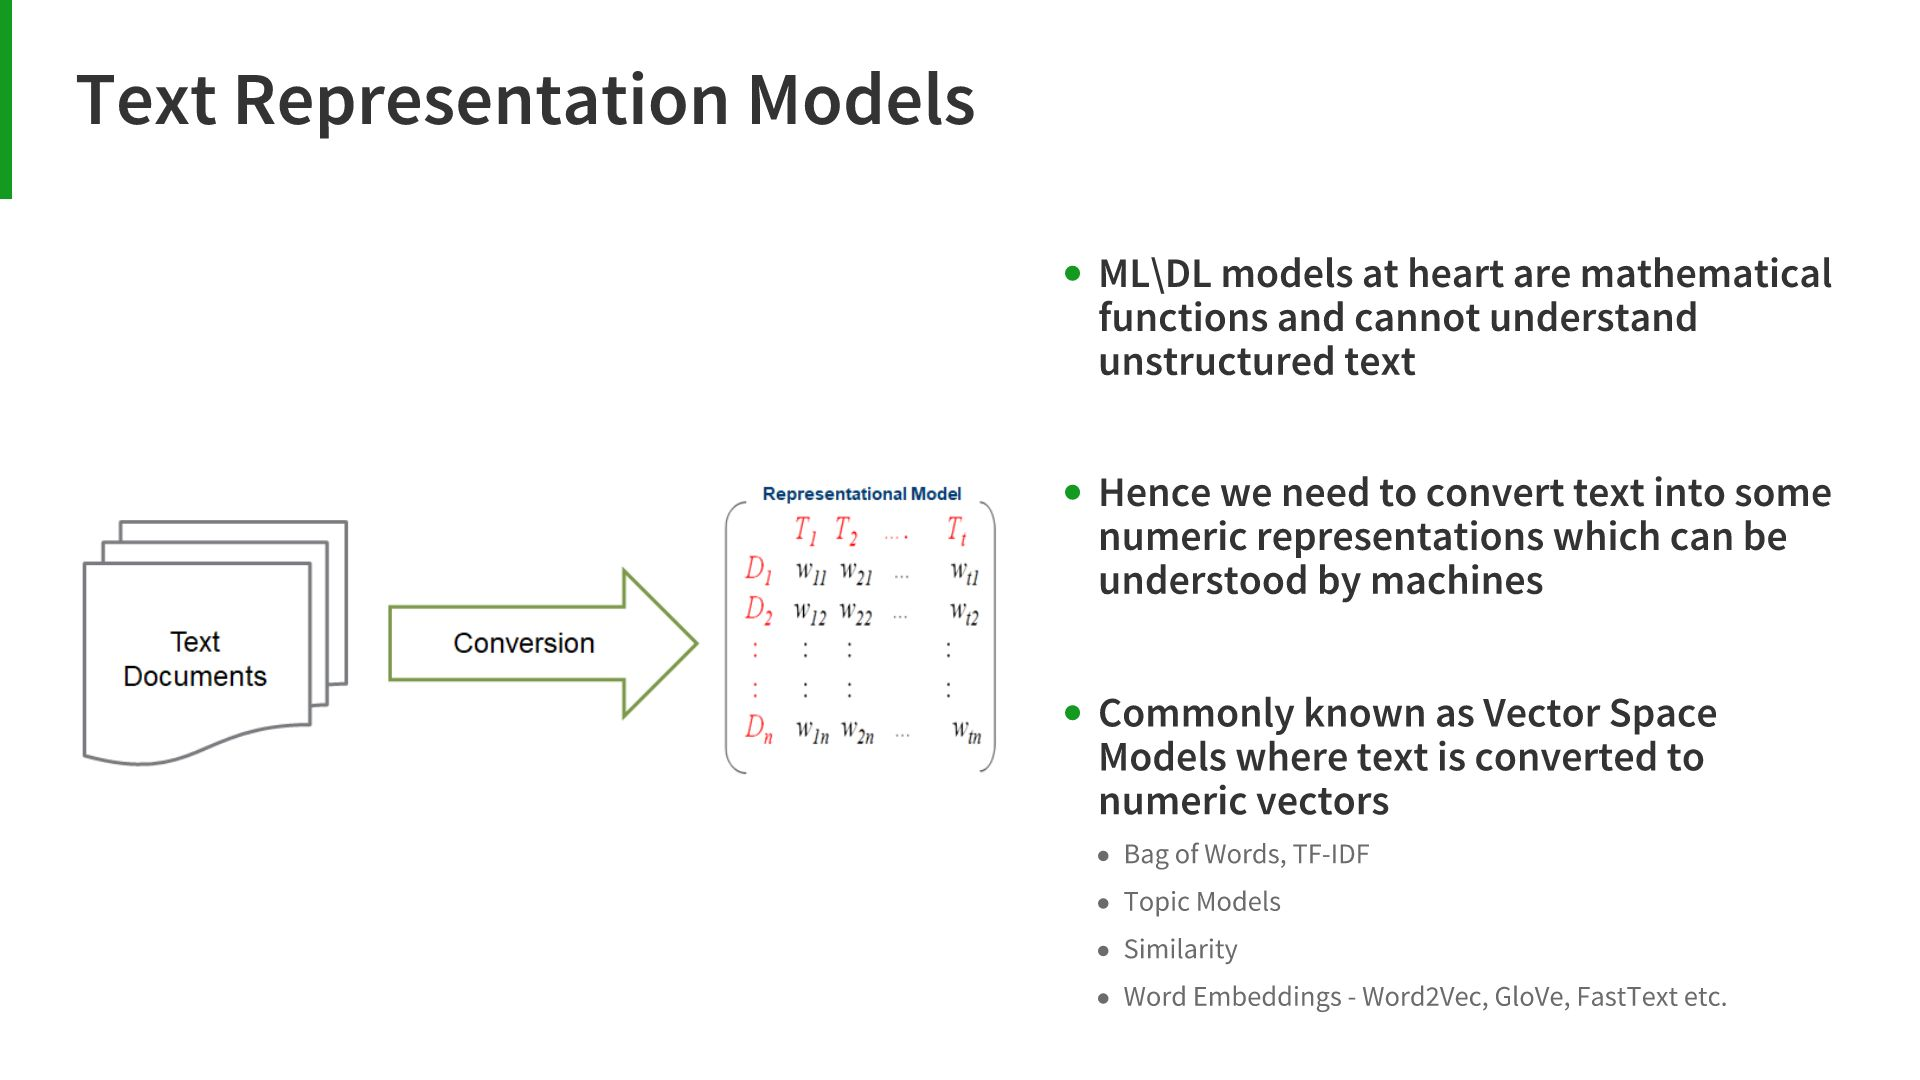 Text Representation Models
Text
Documents
Conversion
Representational Model
T1 T2 .... Tt
D1 w11 w21 ... wt1
D2 w12 w22 ... wt2
: : : :
: : : :
Dn w1n w2n ... wtn
• ML\DL models at heart are mathematical
functions and cannot understand
unstructured text
• Hence we need to convert text into some
numeric representations which can be
understood by machines
• Commonly known as Vector Space
Models where text is converted to
numeric vectors
• Bag of Words, TF-IDF
• Topic Models
• Similarity
• Word Embeddings - Word2Vec, GloVe, FastText etc.